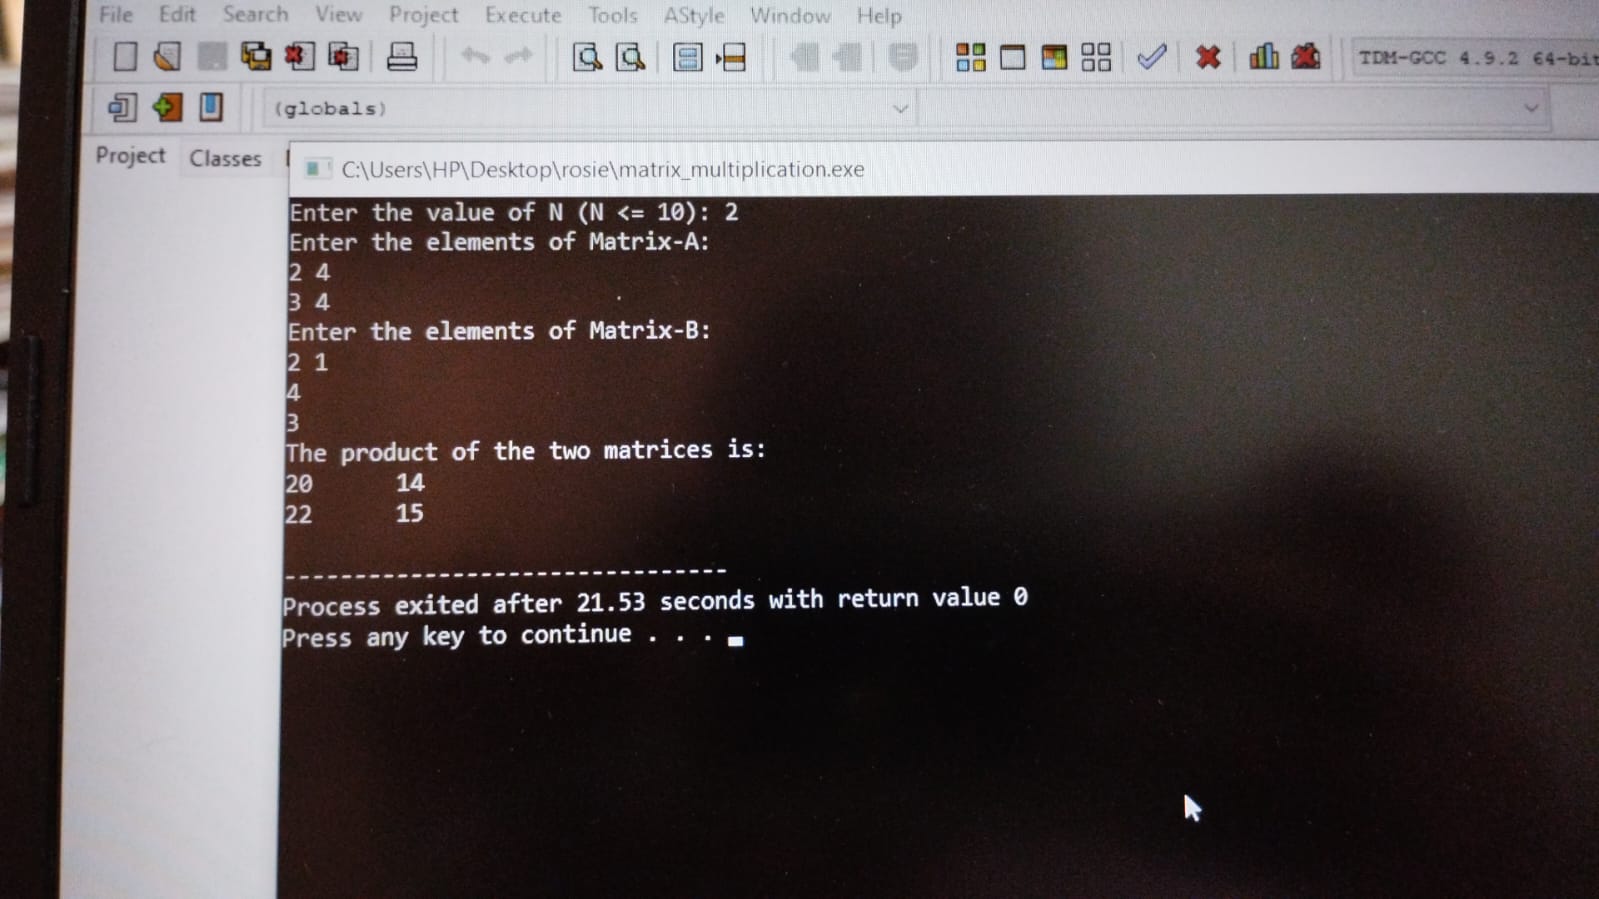 File Edit Search View Project Execute Tools AStyle Window Help
TDM-GCC 4.9.2 64-bit
(globals)
Project Classes
C:\Users\HP\Desktop\rosie\matrix_multiplication.exe
Enter the value of N (N <= 10): 2
Enter the elements of Matrix-A:
2 4
3 4
Enter the elements of Matrix-B:
2 1
4
3
The product of the two matrices is:
20 14
22 15
--------------------------------
Process exited after 21.53 seconds with return value 0
Press any key to continue . . .